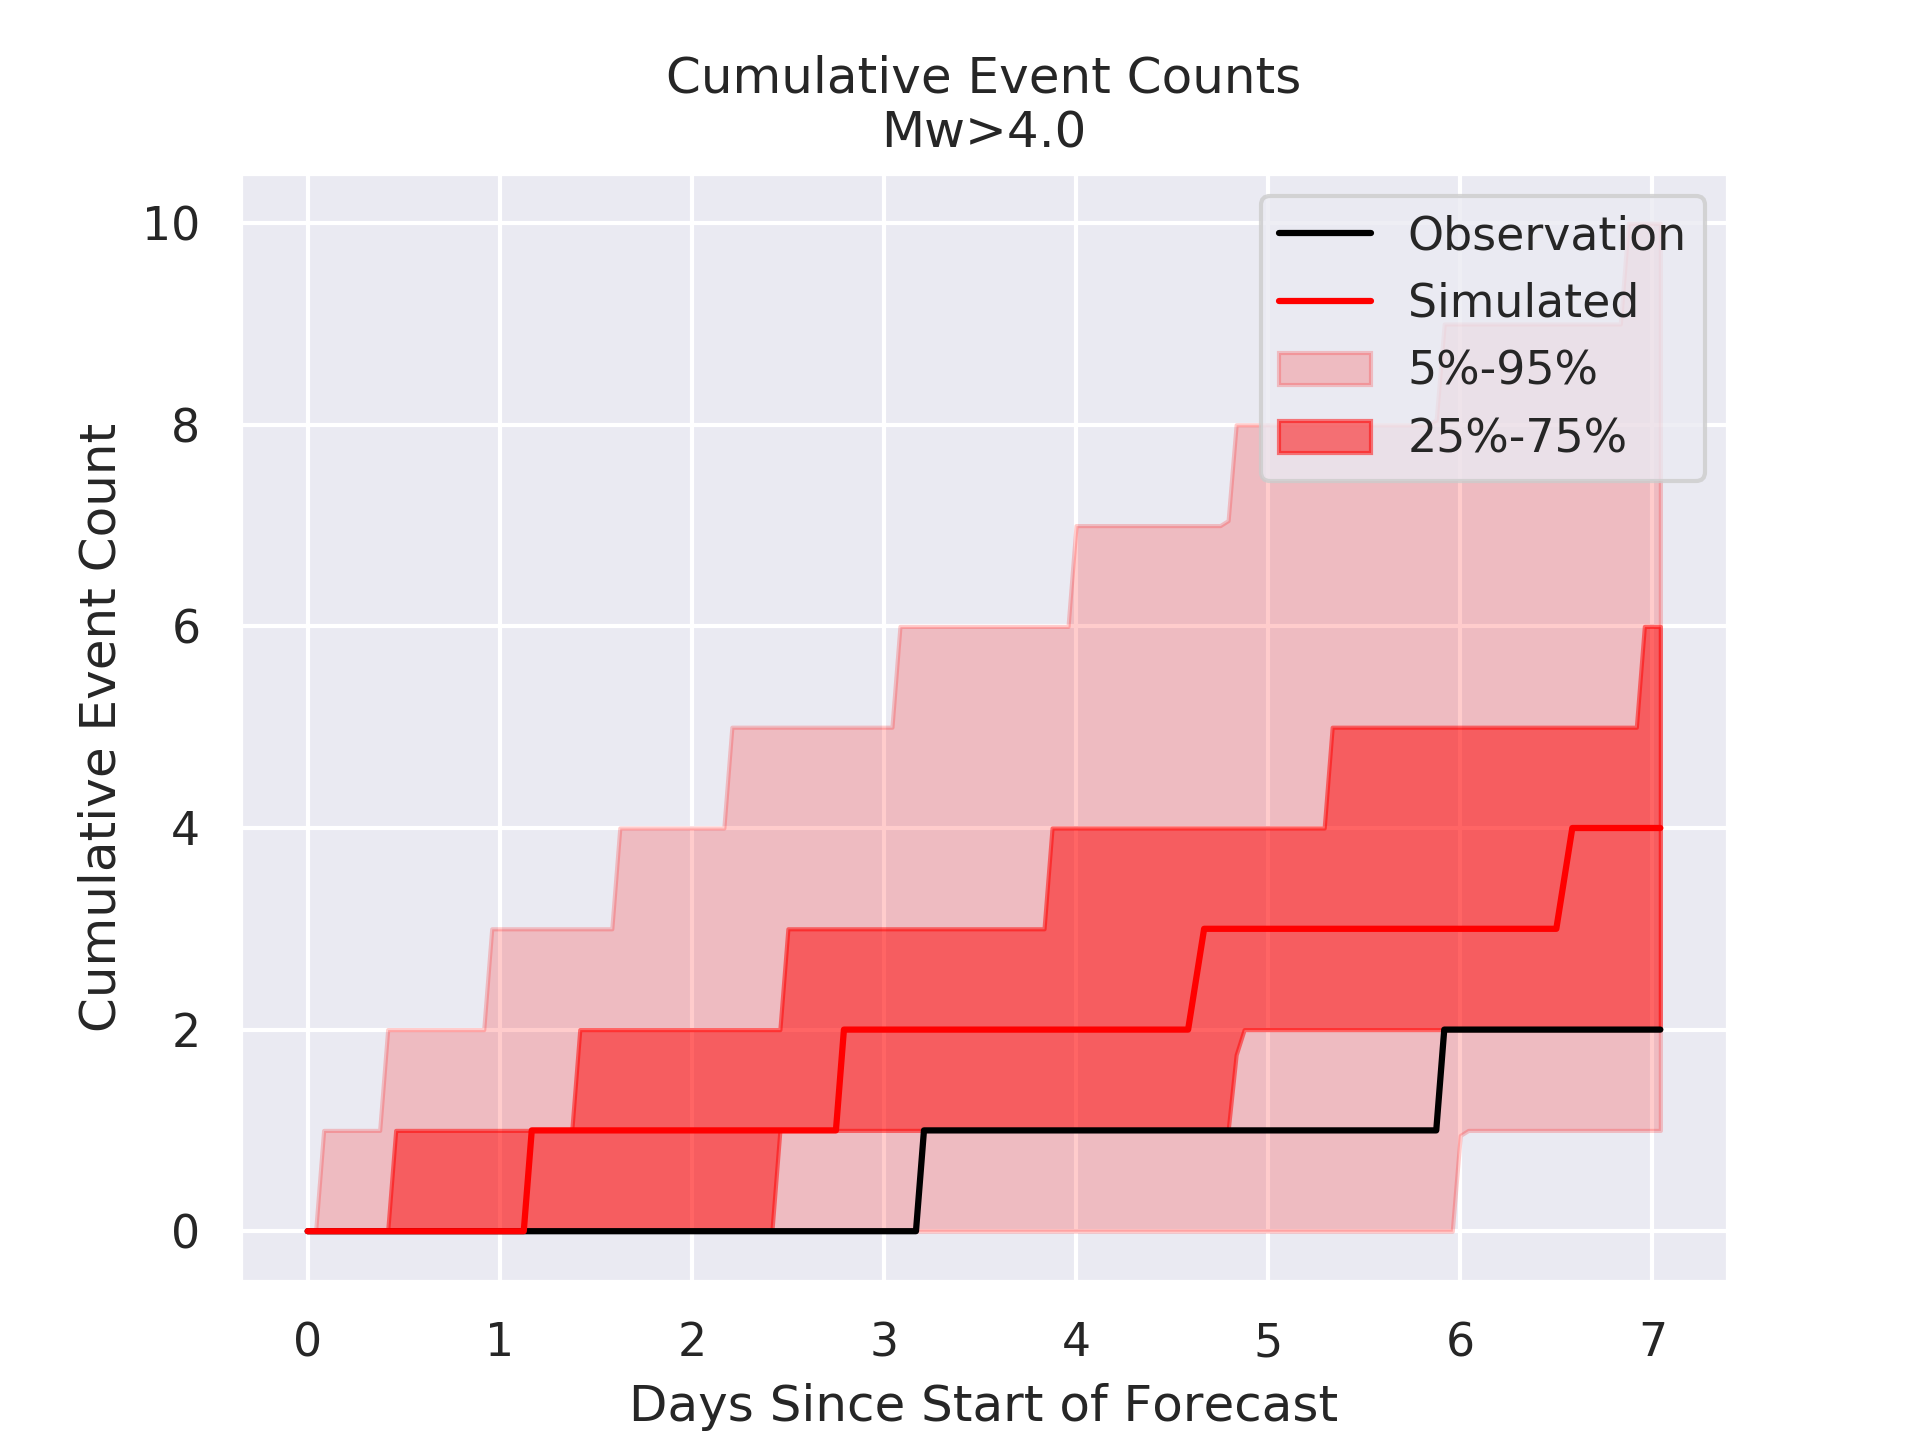 Cumulative Event Counts
Mw>4.0
Cumulative Event Count
10
8
6
4
2
0
Observation
Simulated
5%-95%
25%-75%
0 1 2 3 4 5 6 7
Days Since Start of Forecast